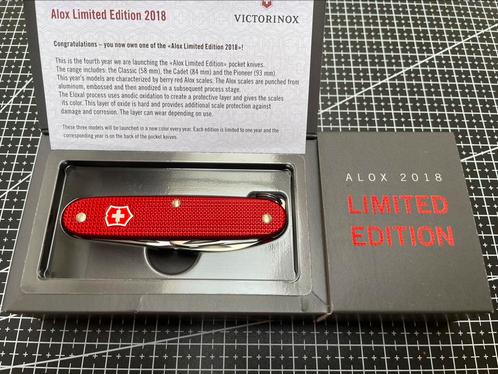 Alox Limited Edition 2018
VICTORINOX
Congratulations – you now own one of the «Alox Limited Edition 2018»!
This is the fourth year we are launching the «Alox Limited Edition» pocket knives.
The range includes: the Classic (58 mm), the Cadet (84 mm) and the Pioneer (93 mm).
This year's models are characterized by berry red Alox scales. The Alox scales are punched from
aluminum, embossed and then anodized in a subsequent process stage.
The Eloxal process uses anodic oxidation to create a protective layer and gives the scales
its color. This layer of oxide is hard and provides additional scale protection against
damage and corrosion. The layer can wear depending on use.
These three models will be launched in a new color every year. Each edition is limited to one year and the
corresponding year is on the back of the pocket knives.
ALOX 2018
LIMITED
EDITION